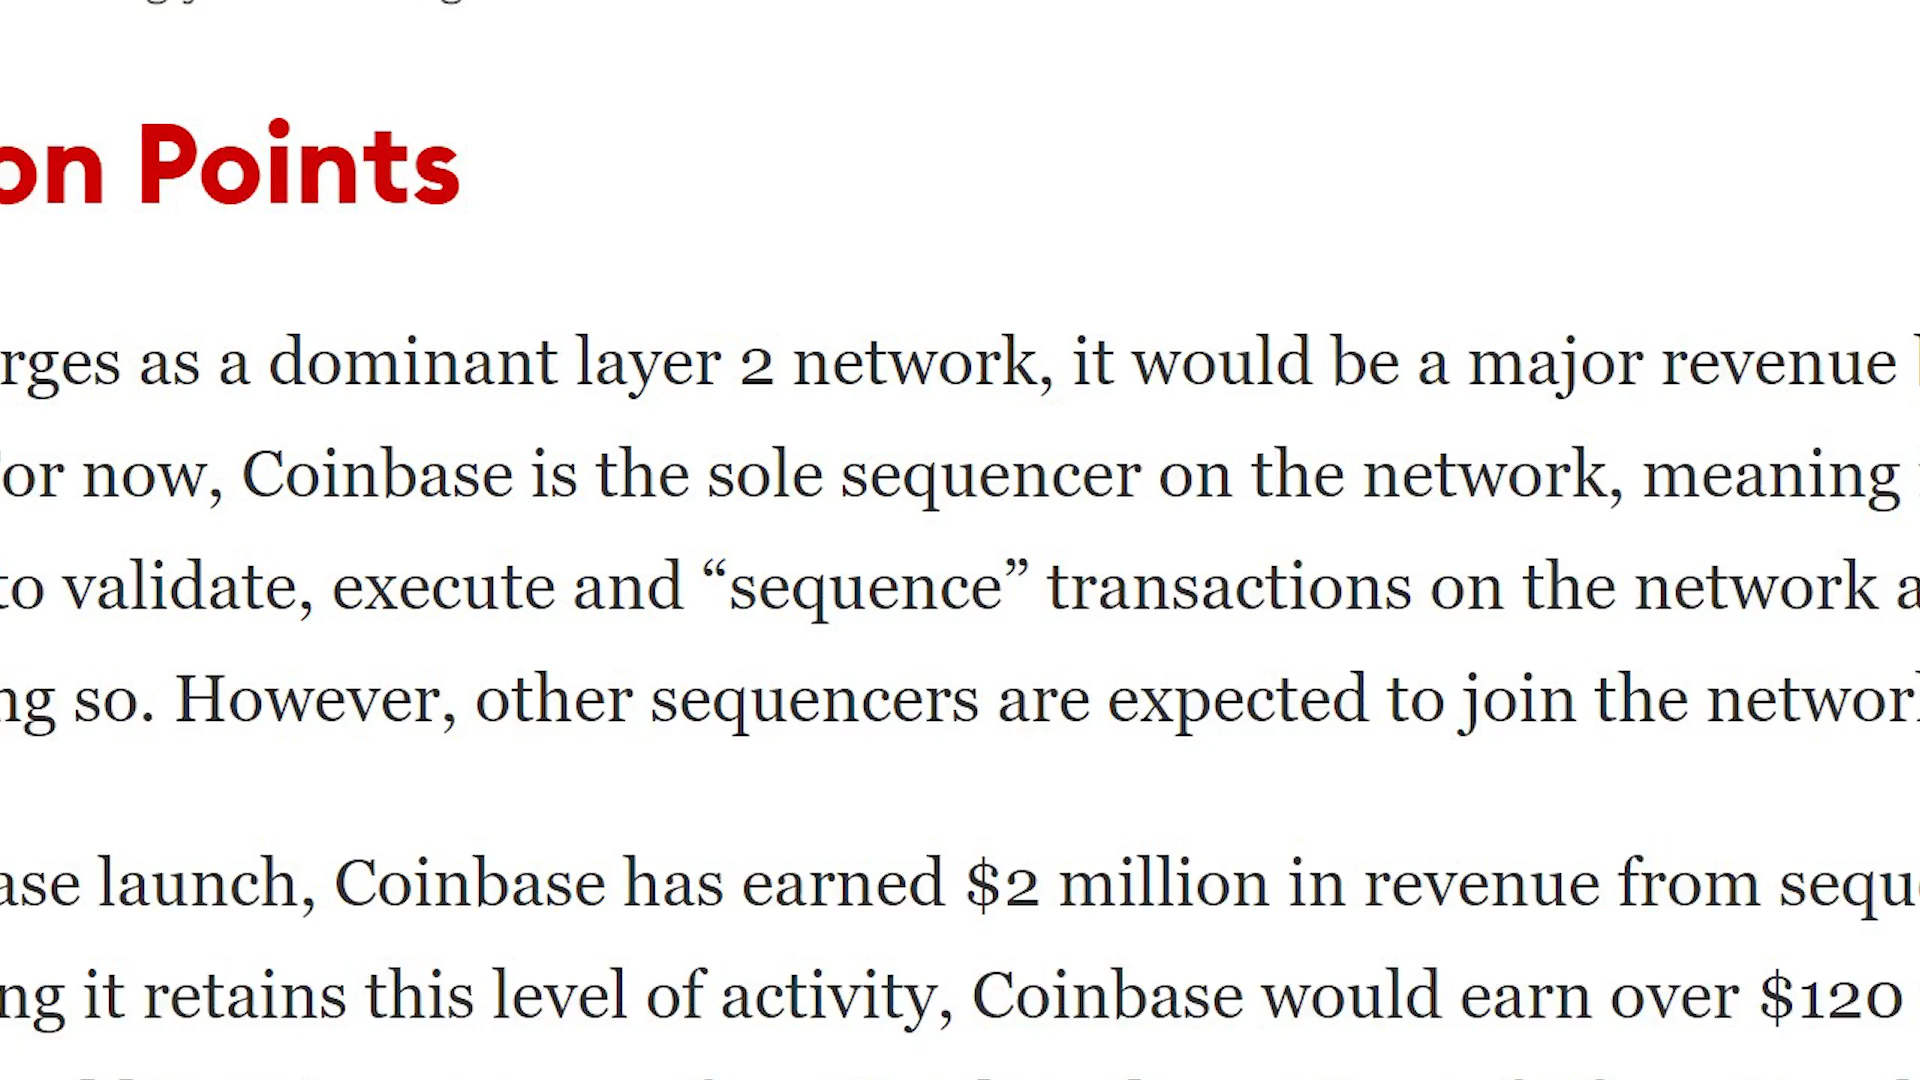 on Points
rges as a dominant layer 2 network, it would be a major revenue
or now, Coinbase is the sole sequencer on the network, meaning
to validate, execute and “sequence” transactions on the network a
ng so. However, other sequencers are expected to join the network
ase launch, Coinbase has earned $2 million in revenue from sequ
ng it retains this level of activity, Coinbase would earn over $120